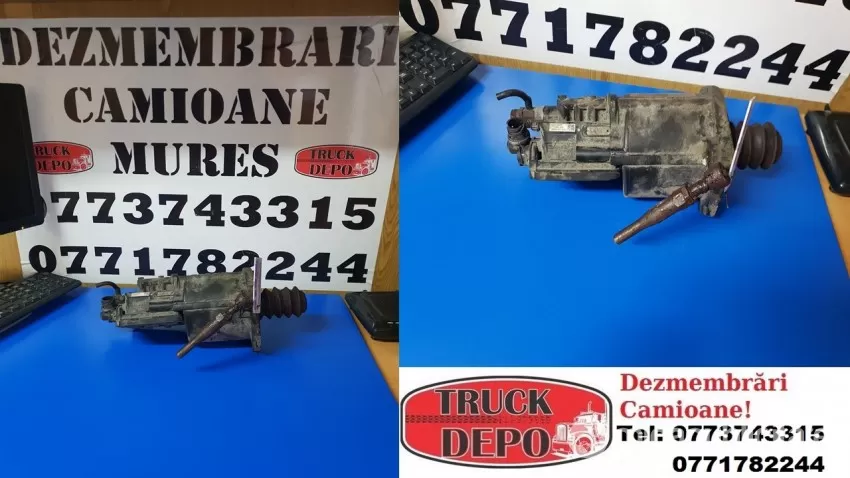 DEZMEMBRARI
CAMIOANE
MURES
TRUCK
DEPO
TRUCK
DEPO
0773743315
0771782244
0771782244
TRUCK
DEPO
Dezmembrări
Camioane!
Tel: 0773743315
0771782244